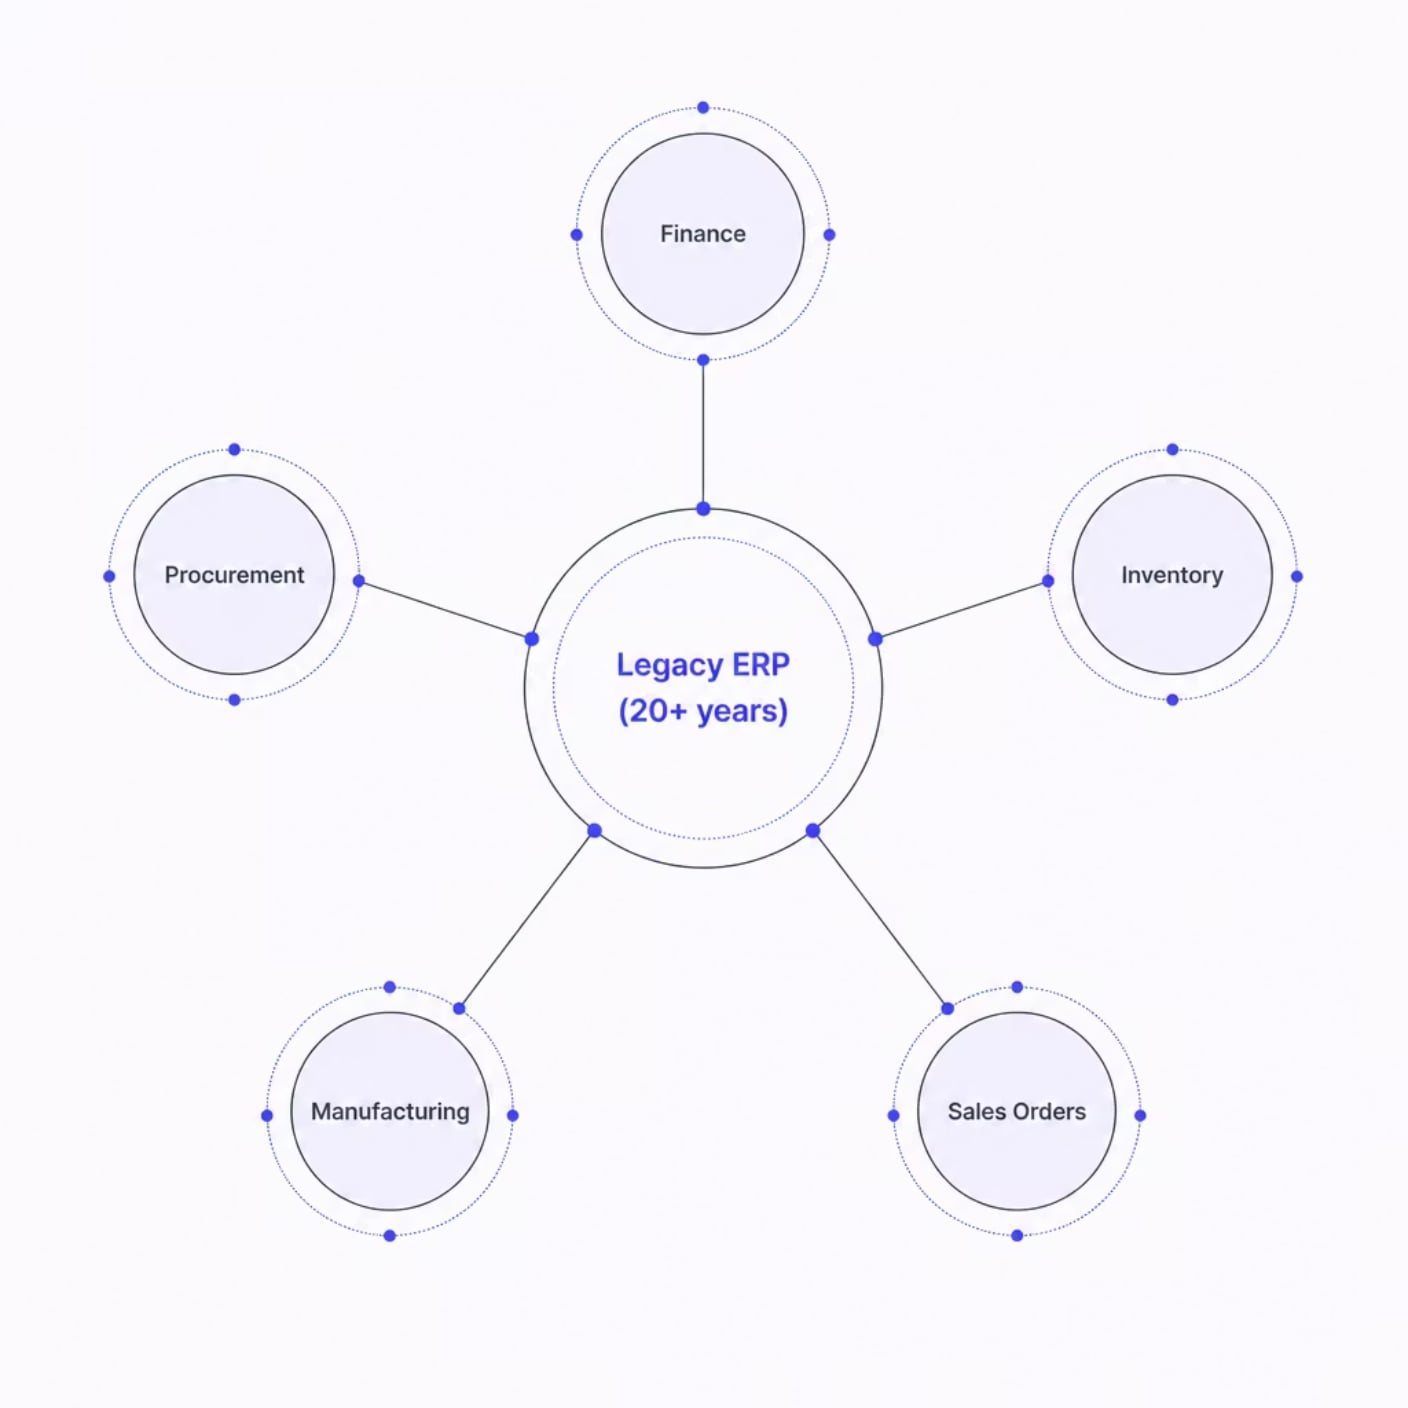 Finance
Procurement
Inventory
Legacy ERP
(20+ years)
Manufacturing
Sales Orders